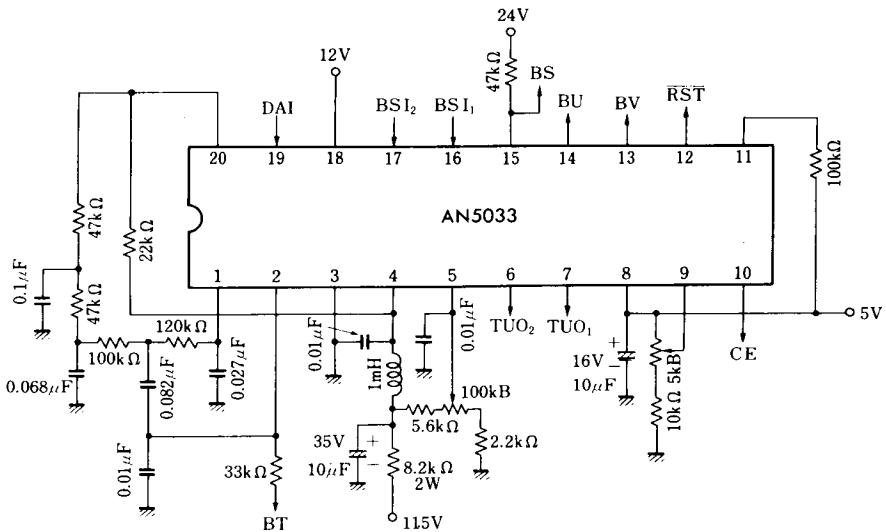 24V
12V
47kΩ
BS
DAI
BSI₂
BSI₁
BU
BV
RST
20
19
18
17
16
15
14
13
12
11
100kΩ
AN5033
47kΩ
22kΩ
0.1μF
47kΩ
1
2
3
4
5
6
7
8
9
10
5V
120kΩ
100kΩ
0.068μF
0.082μF
0.027μF
0.01μF
0.01μF
TUO₂
TUO₁
CE
1mH
100kB
5.6kΩ
2.2kΩ
+
16V
−
10μF
5kB
10kΩ
0.01μF
33kΩ
35V
+
10μF
−
8.2kΩ
2W
BT
115V